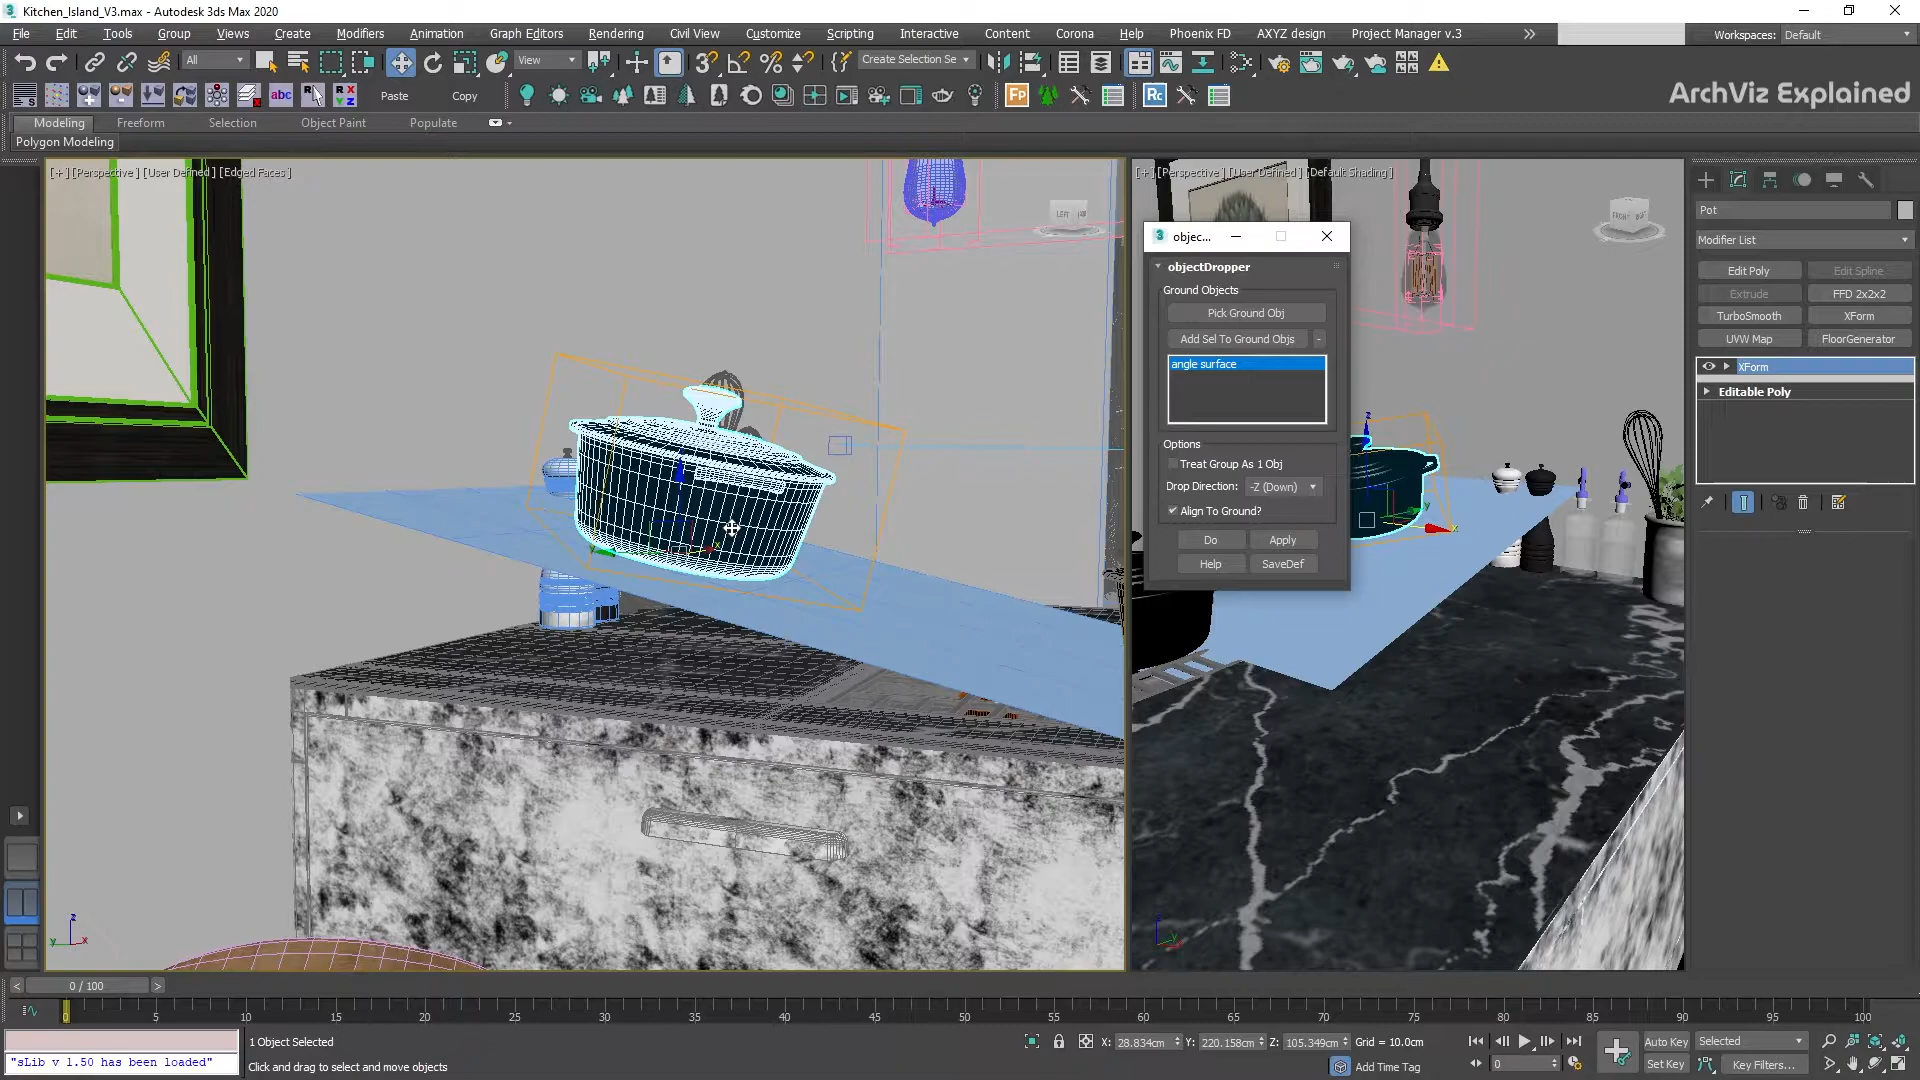 Kitchen_Island_V3.max - Autodesk 3ds Max 2020
File Edit Tools Group Views Create Modifiers Animation Graph Editors Rendering Civil View Customize Scripting Interactive Content Corona Help Phoenix FD AXYZ design Project Manager v.3 Workspaces: Default
All View Create Selection Se
abc Paste Copy Fp Rc ArchViz Explained
Modeling Freeform Selection Object Paint Populate
Polygon Modeling
[+] [Perspective] [User Defined] [Edged Faces]
[+] [Perspective] [User Defined] [Default Shading]
LEFT
FRONT
objec...
objectDropper
Ground Objects
Pick Ground Obj
Add Sel To Ground Objs -
angle surface
Options
Treat Group As 1 Obj
Drop Direction: -Z (Down)
Align To Ground?
Do Apply
Help SaveDef
Pot
Modifier List
Edit Poly Edit Spline
Extrude FFD 2x2x2
TurboSmooth XForm
UVW Map FloorGenerator
XForm
Editable Poly
z
y x
< 0 / 100 >
0 5 10 15 20 25 30 35 40 45 50 55 60 65 70 75 80 85 90 95 100
"sLib v 1.50 has been loaded"
1 Object Selected
Click and drag to select and move objects
X: 28.834cm Y: 220.158cm Z: 105.349cm Grid = 10.0cm
Add Time Tag
0
Auto Key Selected
Set Key Key Filters...